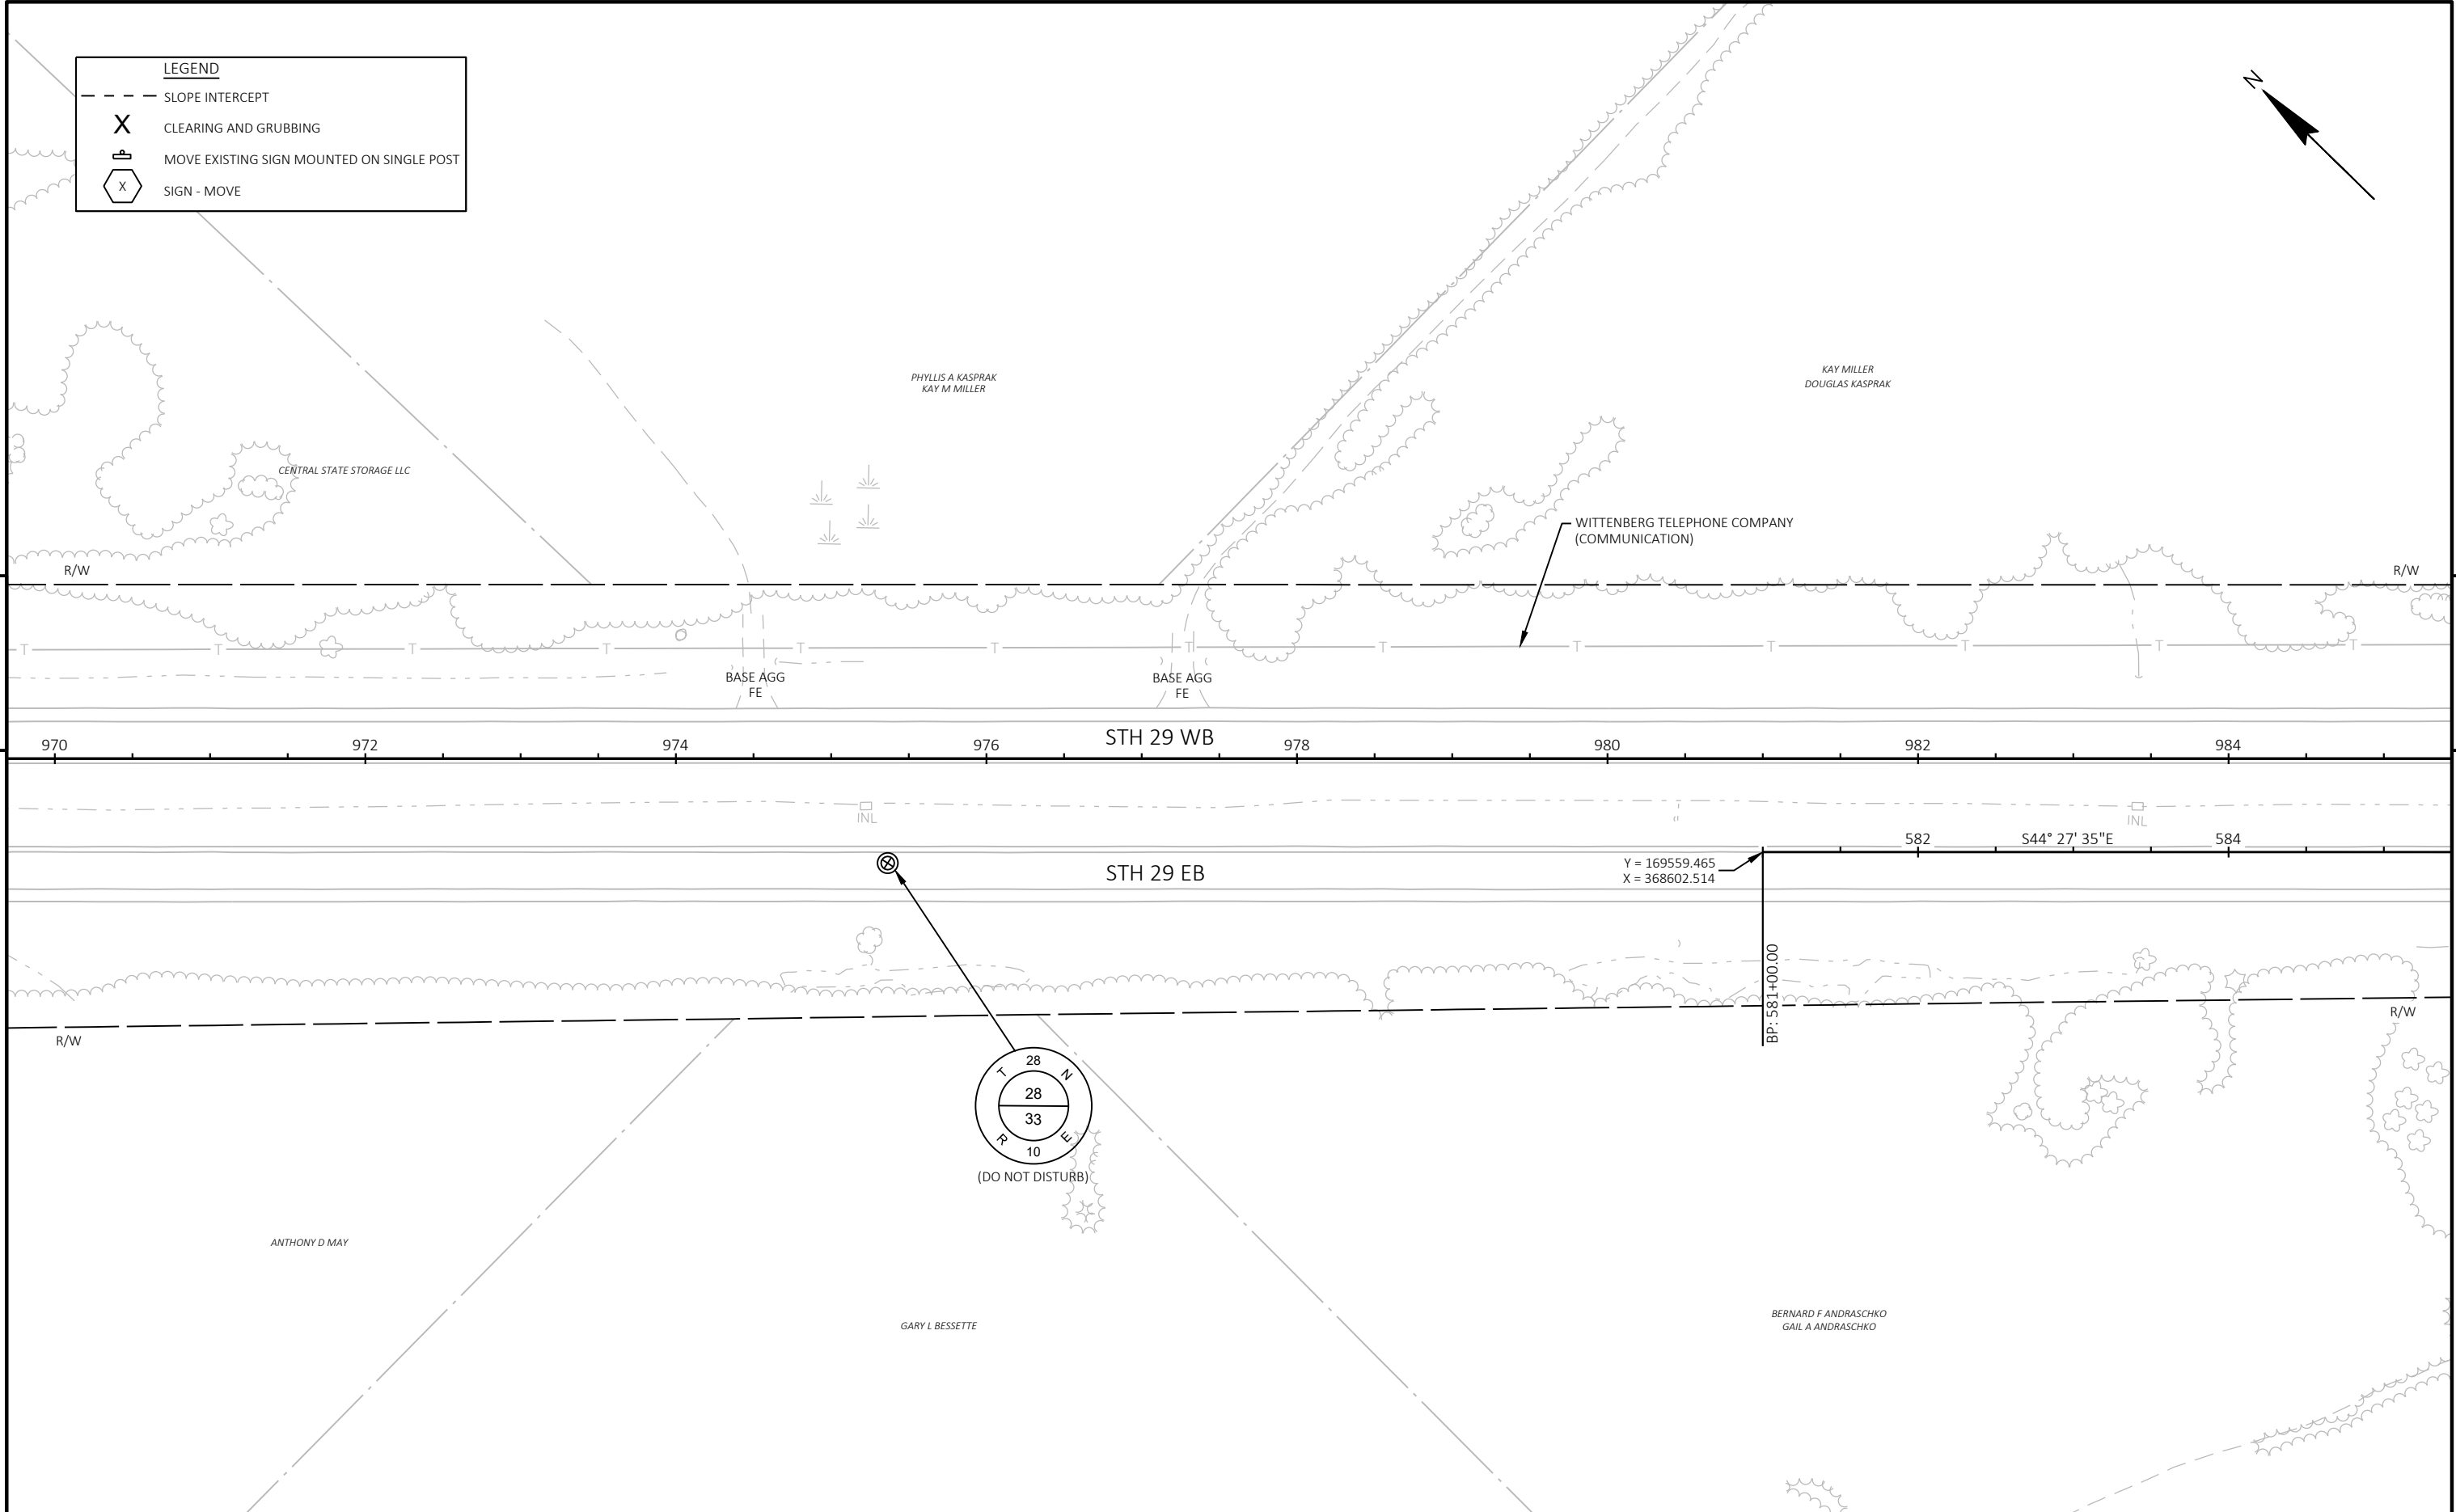 LEGEND
SLOPE INTERCEPT
X CLEARING AND GRUBBING
MOVE EXISTING SIGN MOUNTED ON SINGLE POST
X SIGN - MOVE
N
PHYLLIS A KASPRAK
KAY M MILLER
KAY MILLER
DOUGLAS KASPRAK
CENTRAL STATE STORAGE LLC
WITTENBERG TELEPHONE COMPANY
(COMMUNICATION)
R/W
R/W
T T T T T T T T T T T T T
BASE AGG
FE
BASE AGG
FE
STH 29 WB
970 972 974 976 978 980 982 984
INL
INL
582 S44° 27' 35"E 584
Y = 169559.465
X = 368602.514
STH 29 EB
BP: 581+00.00
R/W
R/W
28
T N
28
33
R E
10
(DO NOT DISTURB)
ANTHONY D MAY
GARY L BESSETTE
BERNARD F ANDRASCHKO
GAIL A ANDRASCHKO